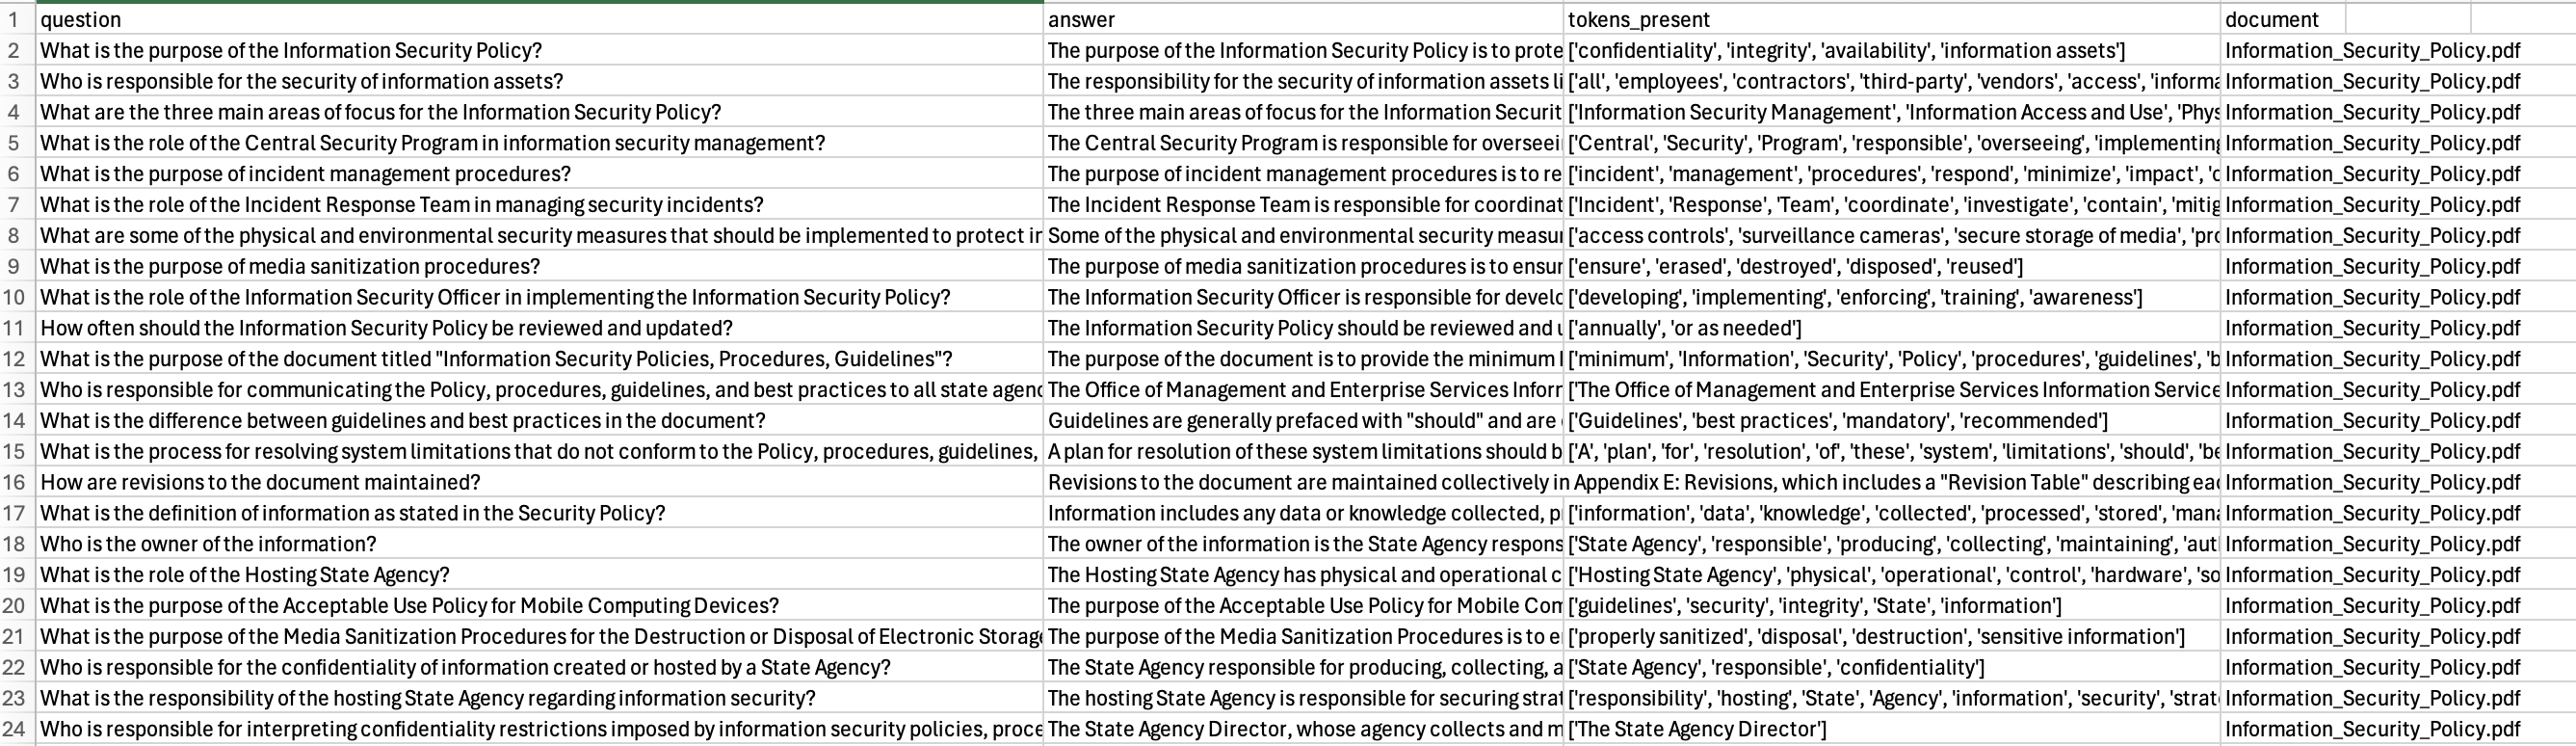 1 question answer tokens_present document
2 What is the purpose of the Information Security Policy? The purpose of the Information Security Policy is to prote ['confidentiality', 'integrity', 'availability', 'information assets'] Information_Security_Policy.pdf
3 Who is responsible for the security of information assets? The responsibility for the security of information assets li ['all', 'employees', 'contractors', 'third-party', 'vendors', 'access', 'informa Information_Security_Policy.pdf
4 What are the three main areas of focus for the Information Security Policy? The three main areas of focus for the Information Securit ['Information Security Management', 'Information Access and Use', 'Phys Information_Security_Policy.pdf
5 What is the role of the Central Security Program in information security management? The Central Security Program is responsible for overseei ['Central', 'Security', 'Program', 'responsible', 'overseeing', 'implementing Information_Security_Policy.pdf
6 What is the purpose of incident management procedures? The purpose of incident management procedures is to re ['incident', 'management', 'procedures', 'respond', 'minimize', 'impact', Information_Security_Policy.pdf
7 What is the role of the Incident Response Team in managing security incidents? The Incident Response Team is responsible for coordinat ['Incident', 'Response', 'Team', 'coordinate', 'investigate', 'contain', 'mitig Information_Security_Policy.pdf
8 What are some of the physical and environmental security measures that should be implemented to protect in Some of the physical and environmental security measu ['access controls', 'surveillance cameras', 'secure storage of media', 'pro Information_Security_Policy.pdf
9 What is the purpose of media sanitization procedures? The purpose of media sanitization procedures is to ensur ['ensure', 'erased', 'destroyed', 'disposed', 'reused'] Information_Security_Policy.pdf
10 What is the role of the Information Security Officer in implementing the Information Security Policy? The Information Security Officer is responsible for develo ['developing', 'implementing', 'enforcing', 'training', 'awareness'] Information_Security_Policy.pdf
11 How often should the Information Security Policy be reviewed and updated? The Information Security Policy should be reviewed and u ['annually', 'or as needed'] Information_Security_Policy.pdf
12 What is the purpose of the document titled "Information Security Policies, Procedures, Guidelines"? The purpose of the document is to provide the minimum ['minimum', 'Information', 'Security', 'Policy', 'procedures', 'guidelines', 'b Information_Security_Policy.pdf
13 Who is responsible for communicating the Policy, procedures, guidelines, and best practices to all state agenc The Office of Management and Enterprise Services Inform ['The Office of Management and Enterprise Services Information Service Information_Security_Policy.pdf
14 What is the difference between guidelines and best practices in the document? Guidelines are generally prefaced with "should" and are ['Guidelines', 'best practices', 'mandatory', 'recommended'] Information_Security_Policy.pdf
15 What is the process for resolving system limitations that do not conform to the Policy, procedures, guidelines, A plan for resolution of these system limitations should b ['A', 'plan', 'for', 'resolution', 'of', 'these', 'system', 'limitations', 'should', 'be Information_Security_Policy.pdf
16 How are revisions to the document maintained? Revisions to the document are maintained collectively in Appendix E: Revisions, which includes a "Revision Table" describing eac Information_Security_Policy.pdf
17 What is the definition of information as stated in the Security Policy? Information includes any data or knowledge collected, p ['information', 'data', 'knowledge', 'collected', 'processed', 'stored', 'mana Information_Security_Policy.pdf
18 Who is the owner of the information? The owner of the information is the State Agency respons ['State Agency', 'responsible', 'producing', 'collecting', 'maintaining', 'aut Information_Security_Policy.pdf
19 What is the role of the Hosting State Agency? The Hosting State Agency has physical and operational c ['Hosting State Agency', 'physical', 'operational', 'control', 'hardware', 'so Information_Security_Policy.pdf
20 What is the purpose of the Acceptable Use Policy for Mobile Computing Devices? The purpose of the Acceptable Use Policy for Mobile Com ['guidelines', 'security', 'integrity', 'State', 'information'] Information_Security_Policy.pdf
21 What is the purpose of the Media Sanitization Procedures for the Destruction or Disposal of Electronic Storage The purpose of the Media Sanitization Procedures is to e ['properly sanitized', 'disposal', 'destruction', 'sensitive information'] Information_Security_Policy.pdf
22 Who is responsible for the confidentiality of information created or hosted by a State Agency? The State Agency responsible for producing, collecting, a ['State Agency', 'responsible', 'confidentiality'] Information_Security_Policy.pdf
23 What is the responsibility of the hosting State Agency regarding information security? The hosting State Agency is responsible for securing strat ['responsibility', 'hosting', 'State', 'Agency', 'information', 'security', 'strate Information_Security_Policy.pdf
24 Who is responsible for interpreting confidentiality restrictions imposed by information security policies, proce The State Agency Director, whose agency collects and m ['The State Agency Director'] Information_Security_Policy.pdf